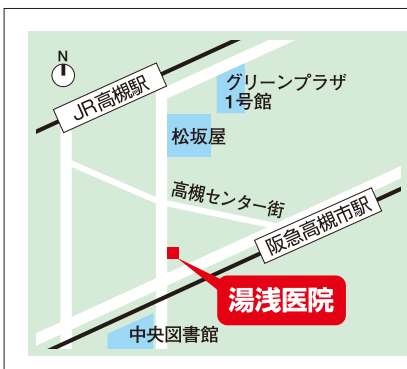 N
JR高槻駅
グリーンプラザ
1号館
松坂屋
高槻センター街
阪急高槻市駅
湯浅医院
中央図書館